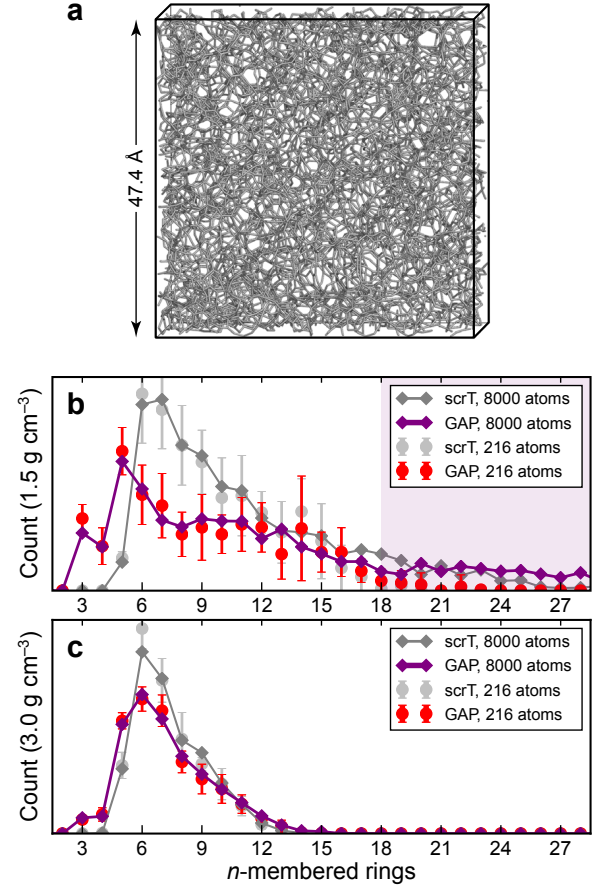 a
47.4 Å
b
Count (1.5 g cm⁻³)
scrT, 8000 atoms
GAP, 8000 atoms
scrT, 216 atoms
GAP, 216 atoms
3 6 9 12 15 18 21 24 27
c
Count (3.0 g cm⁻³)
scrT, 8000 atoms
GAP, 8000 atoms
scrT, 216 atoms
GAP, 216 atoms
3 6 9 12 15 18 21 24 27
n-membered rings